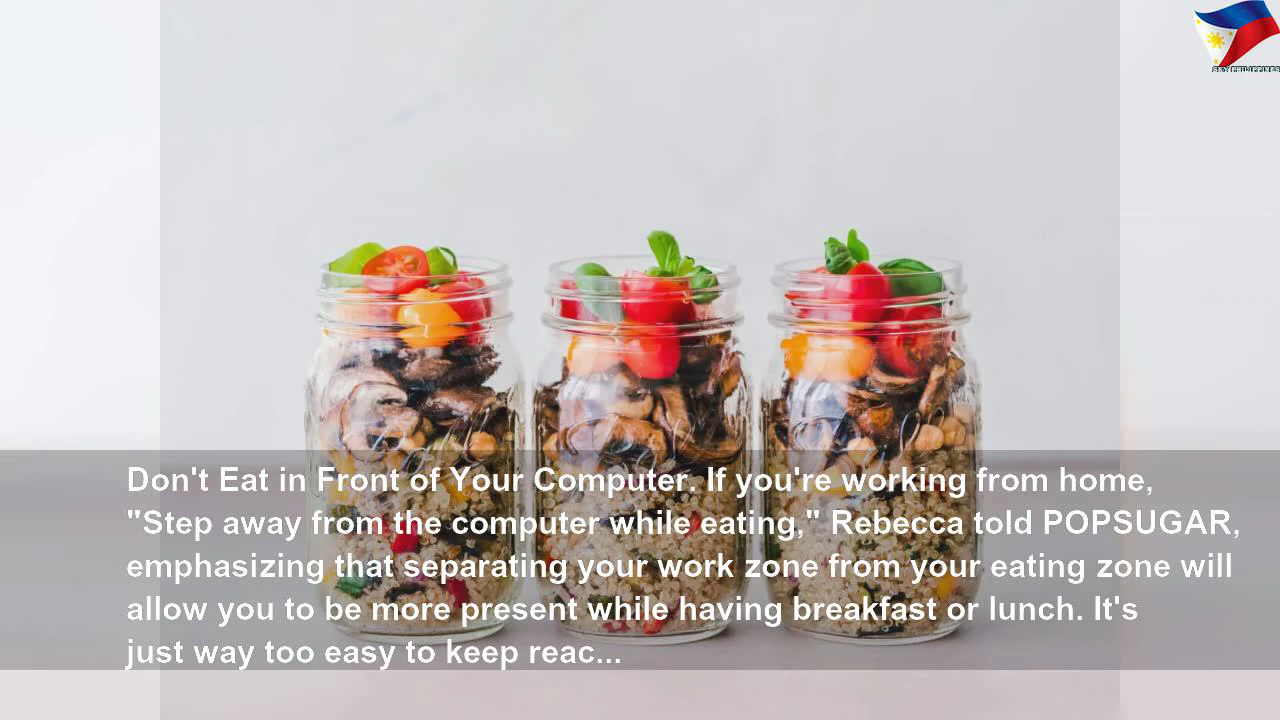 SKY PHILIPPINES
Don't Eat in Front of Your Computer. If you're working from home,
"Step away from the computer while eating," Rebecca told POPSUGAR,
emphasizing that separating your work zone from your eating zone will
allow you to be more present while having breakfast or lunch. It's
just way too easy to keep reac...